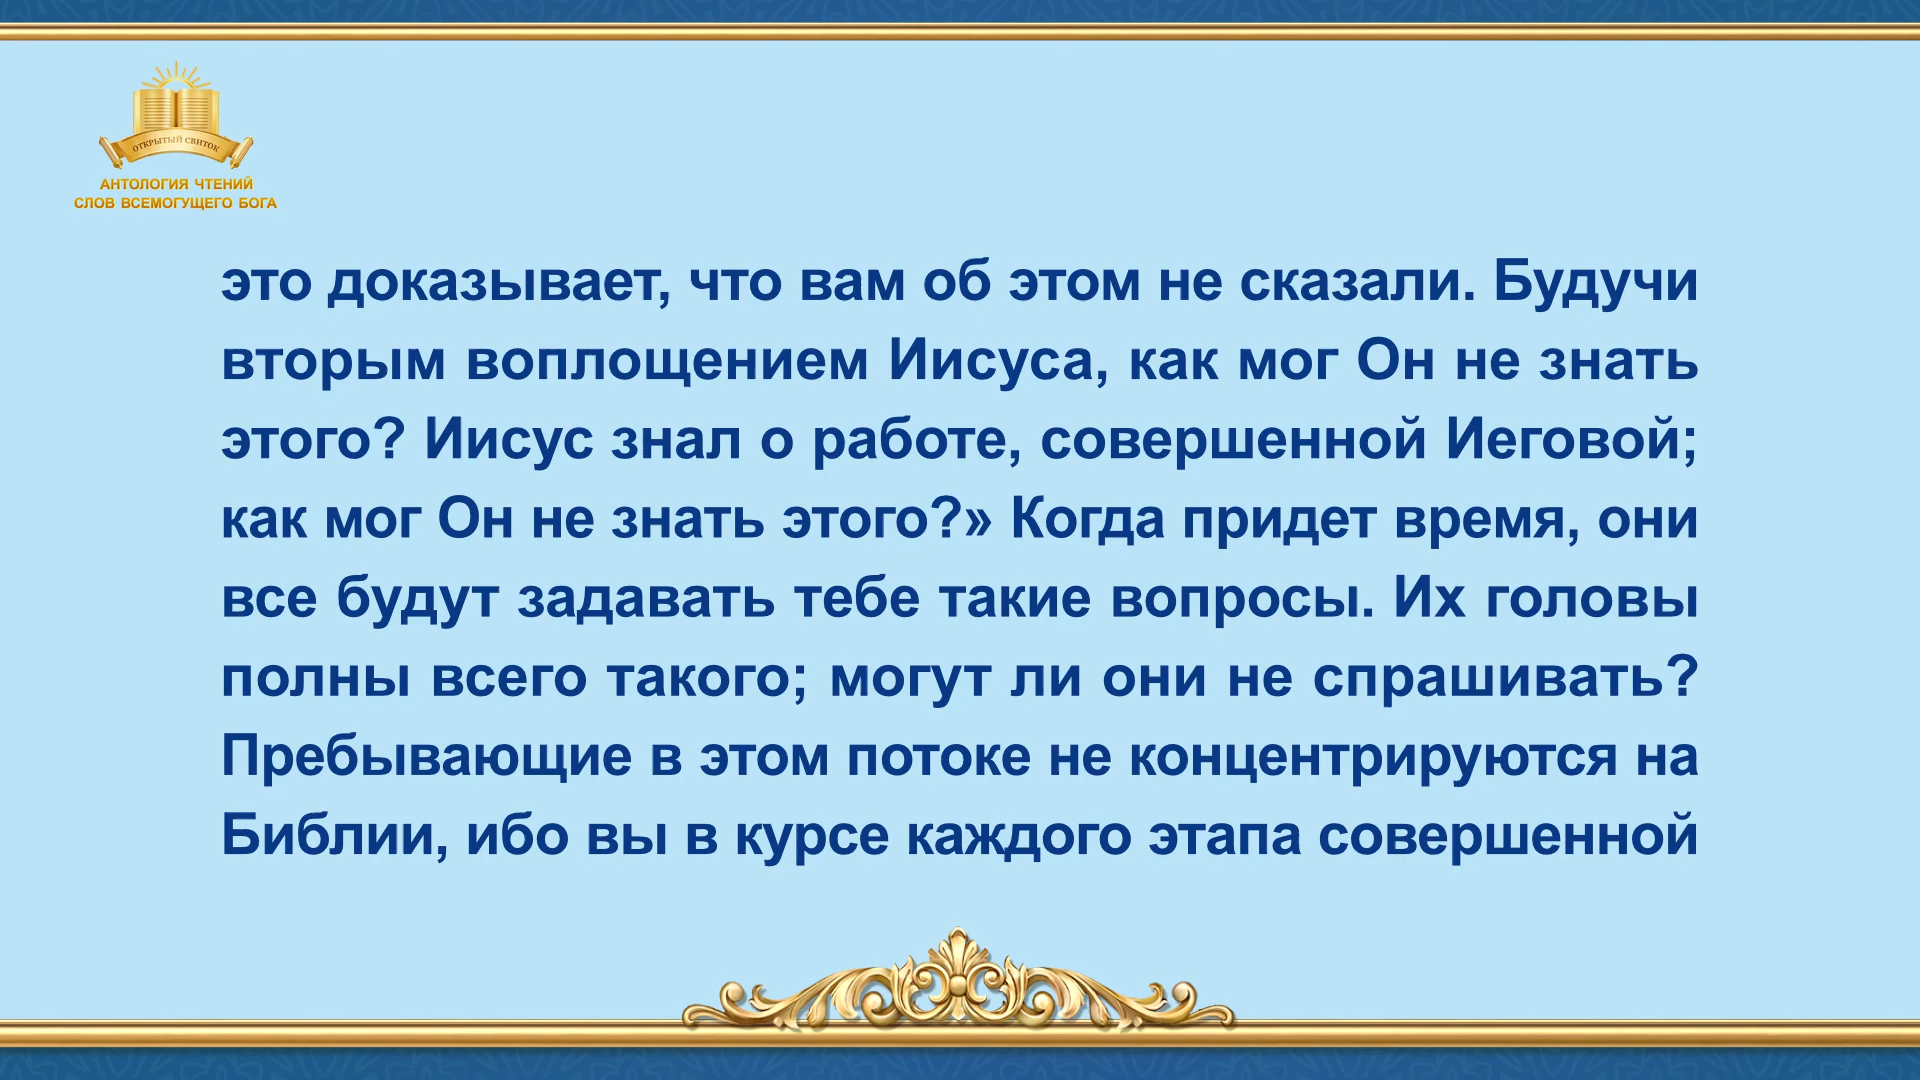 ОТКРЫТЫЙ СВИТОК
АНТОЛОГИЯ ЧТЕНИЙ
СЛОВ ВСЕМОГУЩЕГО БОГА
это доказывает, что вам об этом не сказали. Будучи
вторым воплощением Иисуса, как мог Он не знать
этого? Иисус знал о работе, совершенной Иеговой;
как мог Он не знать этого?» Когда придет время, они
все будут задавать тебе такие вопросы. Их головы
полны всего такого; могут ли они не спрашивать?
Пребывающие в этом потоке не концентрируются на
Библии, ибо вы в курсе каждого этапа совершенной